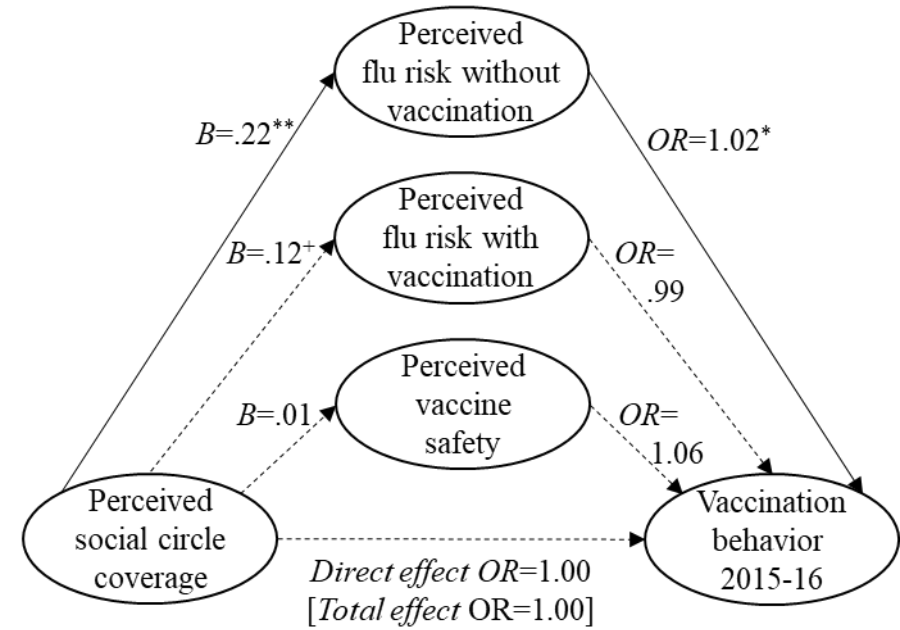 Perceived
flu risk without
vaccination
B=.22**
OR=1.02*
Perceived
flu risk with
vaccination
B=.12+
OR=
.99
Perceived
vaccine
safety
B=.01
OR=
1.06
Perceived
social circle
coverage
Vaccination
behavior
2015-16
Direct effect OR=1.00
[Total effect OR=1.00]